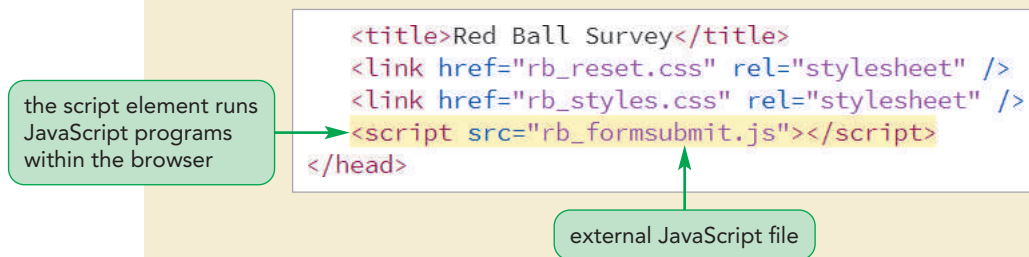 <title>Red Ball Survey</title>
<link href="rb_reset.css" rel="stylesheet" />
<link href="rb_styles.css" rel="stylesheet" />
the script element runs
JavaScript programs
within the browser
<script src="rb_formsubmit.js"></script>
</head>
external JavaScript file